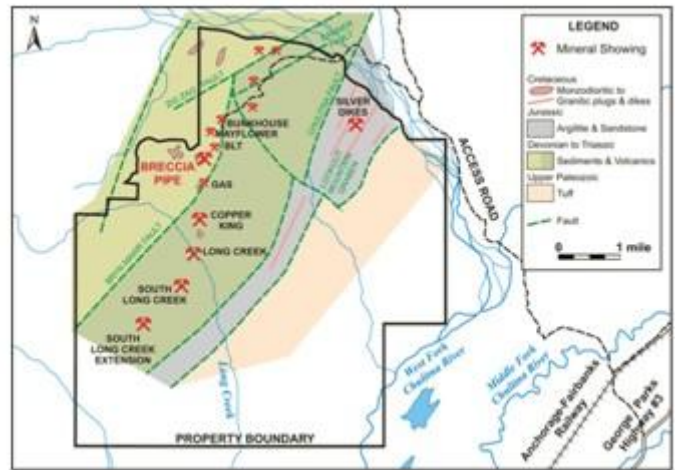 N
LEGEND
Mineral Showing
Cretaceous
Monzodioritic to
Granitic plugs & dikes
Jurassic
Argillite & Sandstone
Devonian to Triassic
Sediments & Volcanics
Upper Paleozoic
Tuff
Fault
0 1 mile
FAULT
SILVER
DIKES
BUNKHOUSE
MAYFLOWER
BLT
BRECCIA
PIPE
GAS
COPPER
KING
LONG CREEK
SOUTH
LONG CREEK
SOUTH
LONG CREEK
EXTENSION
FAULT
ACCESS ROAD
Long Creek
West Fork
Chulitna River
Middle Fork
Chulitna River
Anchorage-Fairbanks
Railway
George Parks
Highway #3
PROPERTY BOUNDARY